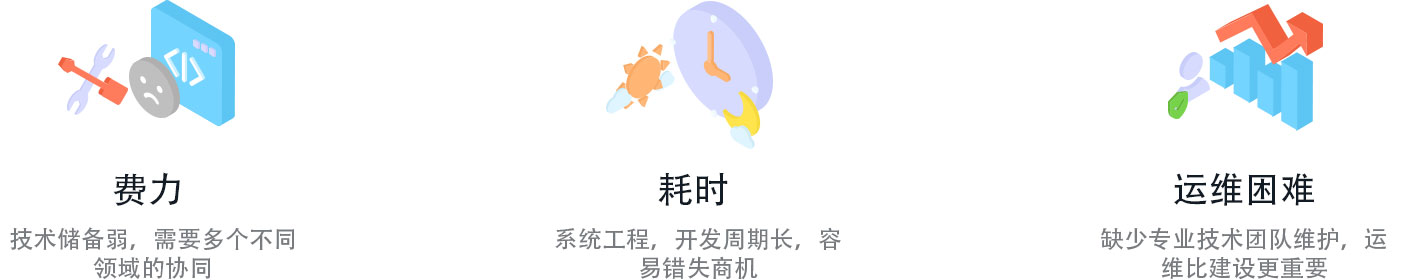 费力
技术储备弱，需要多个不同
领域的协同
耗时
系统工程，开发周期长，容
易错失商机
运维困难
缺少专业技术团队维护，运
维比建设更重要